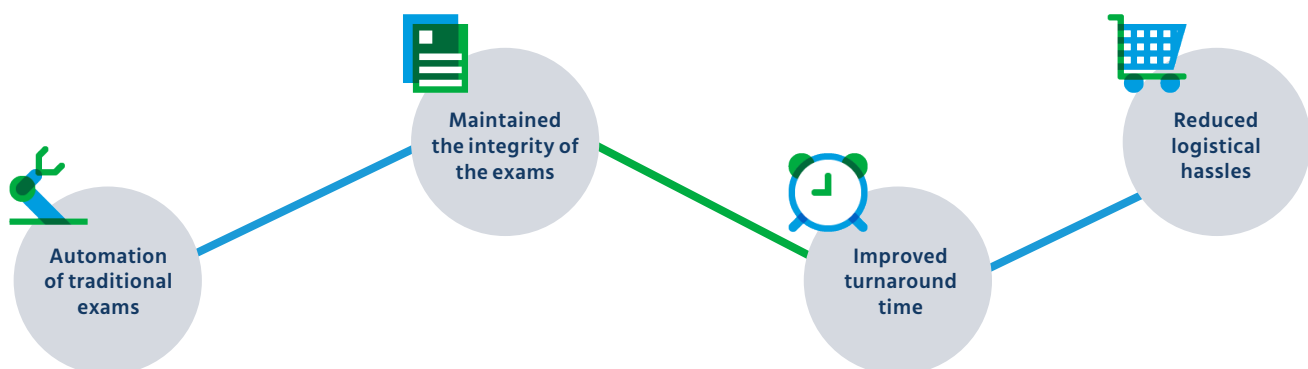 Automation
of traditional
exams
Maintained
the integrity of
the exams
Improved
turnaround
time
Reduced
logistical
hassles